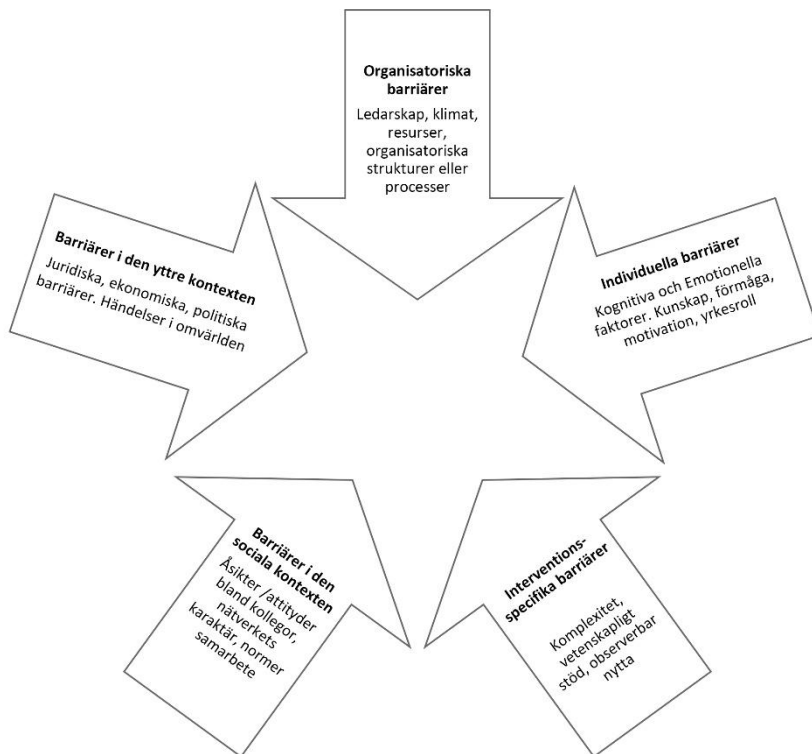 Organisatoriska
barriärer
Ledarskap, klimat,
resurser,
organisatoriska
strukturer eller
processer
Barriärer i den yttre kontexten
Juridiska, ekonomiska, politiska
barriärer. Händelser i omvärlden
Individuella barriärer
Kognitiva och Emotionella
faktorer. Kunskap, förmåga,
motivation, yrkesroll
Barriärer i den
sociala kontexten
Åsikter /attityder
bland kollegor,
nätverkets
karaktär, normer
samarbete
Interventions-
specifika barriärer
Komplexitet,
vetenskapligt
stöd, observerbar
nytta